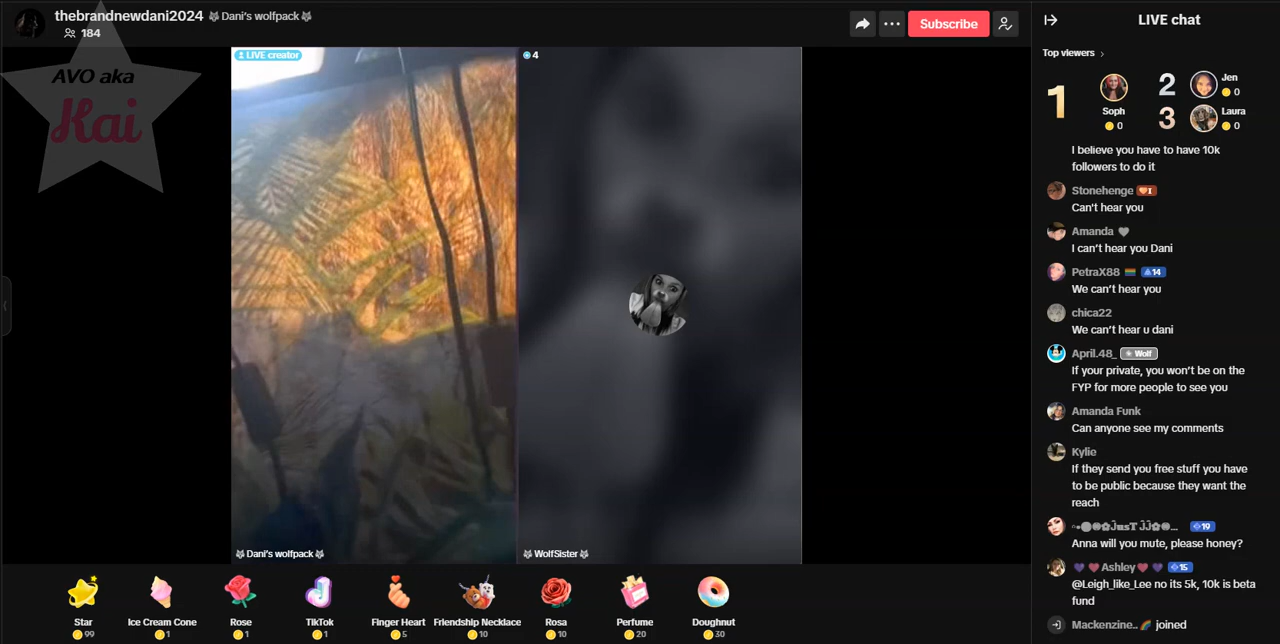 thebrandnewdani2024 🐺 Dani's wolfpack 🐺
184
Subscribe
AVO aka
Kai
LIVE creator
4
🐺 Dani's wolfpack 🐺
🐺 WolfSister 🐺
Star
99
Ice Cream Cone
1
Rose
1
TikTok
1
Finger Heart
5
Friendship Necklace
10
Rosa
10
Perfume
20
Doughnut
30
LIVE chat
Top viewers
1
Soph
0
2
Jen
0
3
Laura
0
I believe you have to have 10k
followers to do it
Stonehenge I
Can't hear you
Amanda 🤍
I can't hear you Dani
PetraX88 🏳️‍🌈 14
We can't hear you
chica22
We can't hear u dani
April.48_ Wolf
If your private, you won't be on the
FYP for more people to see you
Amanda Funk
Can anyone see my comments
Kylie
If they send you free stuff you have
to be public because they want the
reach
19
Anna will you mute, please honey?
💜❤️Ashley❤️💜 15
@Leigh_like_Lee no its 5k, 10k is beta
fund
Mackenzine.. 🌈 joined